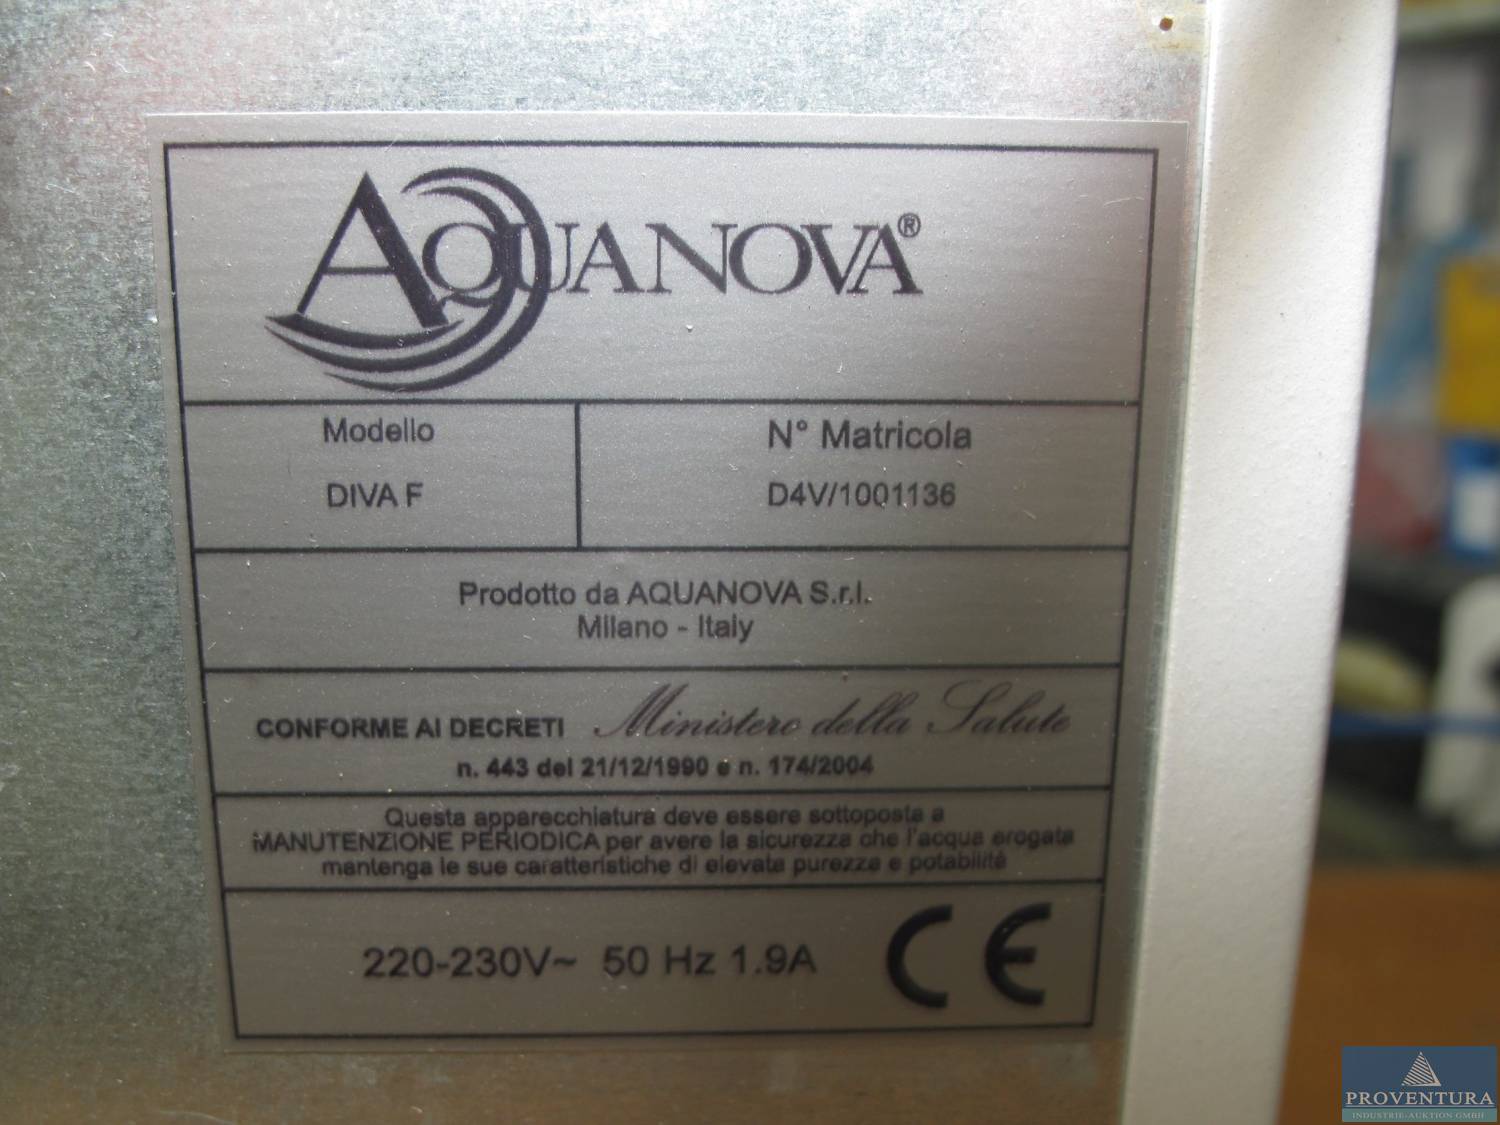 AQUANOVA®
Modello
N° Matricola
DIVA F
D4V/1001136
Prodotto da AQUANOVA S.r.l.
Milano - Italy
CONFORME AI DECRETI Ministero della Salute
n. 443 del 21/12/1990 e n. 174/2004
Questa apparecchiatura deve essere sottoposta a
MANUTENZIONE PERIODICA per avere la sicurezza che l'acqua erogata
mantenga le sue caratteristiche di elevata purezza e potabilità
220-230V~ 50 Hz 1.9A CE
PROVENTURA
INDUSTRIE-AUKTION GMBH